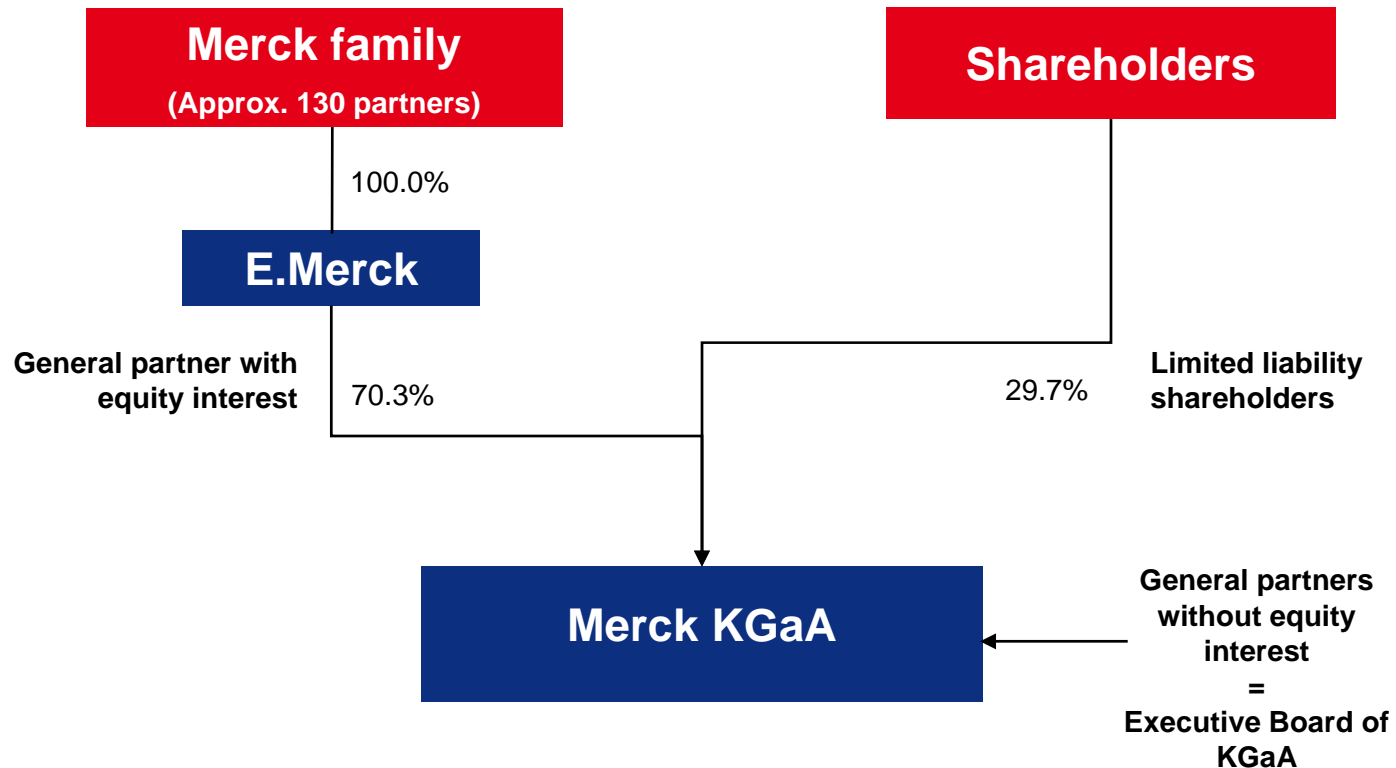 Merck family
(Approx. 130 partners)
Shareholders
100.0%
E.Merck
General partner with
equity interest
70.3%
29.7%
Limited liability
shareholders
Merck KGaA
General partners
without equity
interest
=
Executive Board of
KGaA